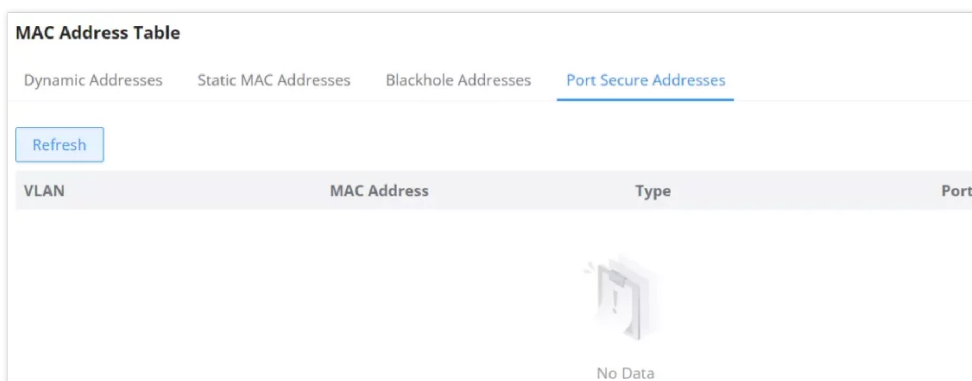 MAC Address Table
Dynamic Addresses Static MAC Addresses Blackhole Addresses Port Secure Addresses
Refresh
VLAN MAC Address Type Port
No Data